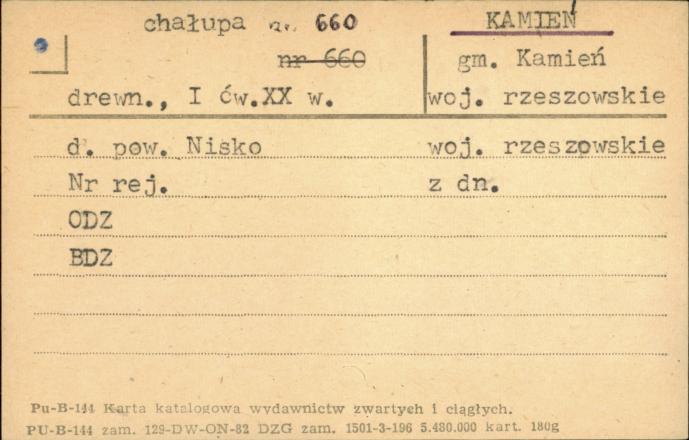 chałupa nr. 660
KAMIEŃ
nr 660
gm. Kamień
drewn., I ćw.XX w.
woj. rzeszowskie
d. pow. Nisko woj. rzeszowskie
Nr rej. z dn.
ODZ
BDZ
Pu-B-144 Karta katalogowa wydawnictw zwartych i ciągłych.
PU-B-144 zam. 129-DW-ON-82 DZG zam. 1501-3-196 5.480.000 kart. 180g